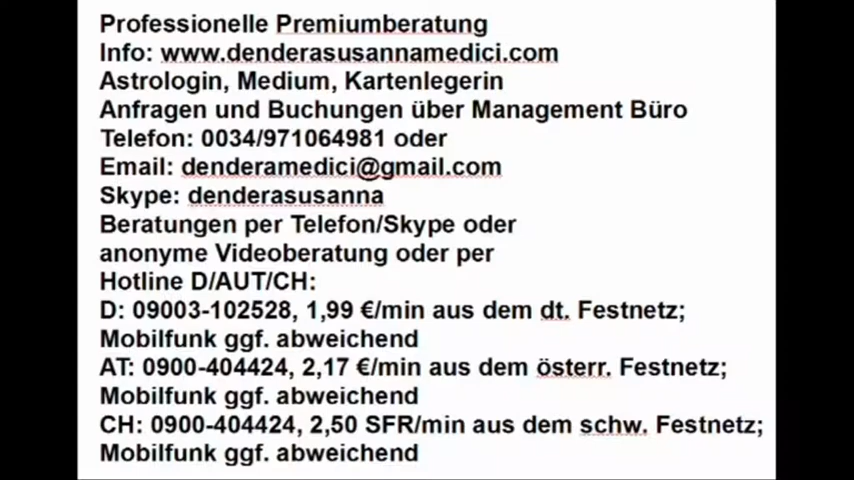 Professionelle Premiumberatung
Info: www.denderasusannamedici.com
Astrologin, Medium, Kartenlegerin
Anfragen und Buchungen über Management Büro
Telefon: 0034/971064981 oder
Email: denderamedici@gmail.com
Skype: denderasusanna
Beratungen per Telefon/Skype oder
anonyme Videoberatung oder per
Hotline D/AUT/CH:
D: 09003-102528, 1,99 €/min aus dem dt. Festnetz;
Mobilfunk ggf. abweichend
AT: 0900-404424, 2,17 €/min aus dem österr. Festnetz;
Mobilfunk ggf. abweichend
CH: 0900-404424, 2,50 SFR/min aus dem schw. Festnetz;
Mobilfunk ggf. abweichend